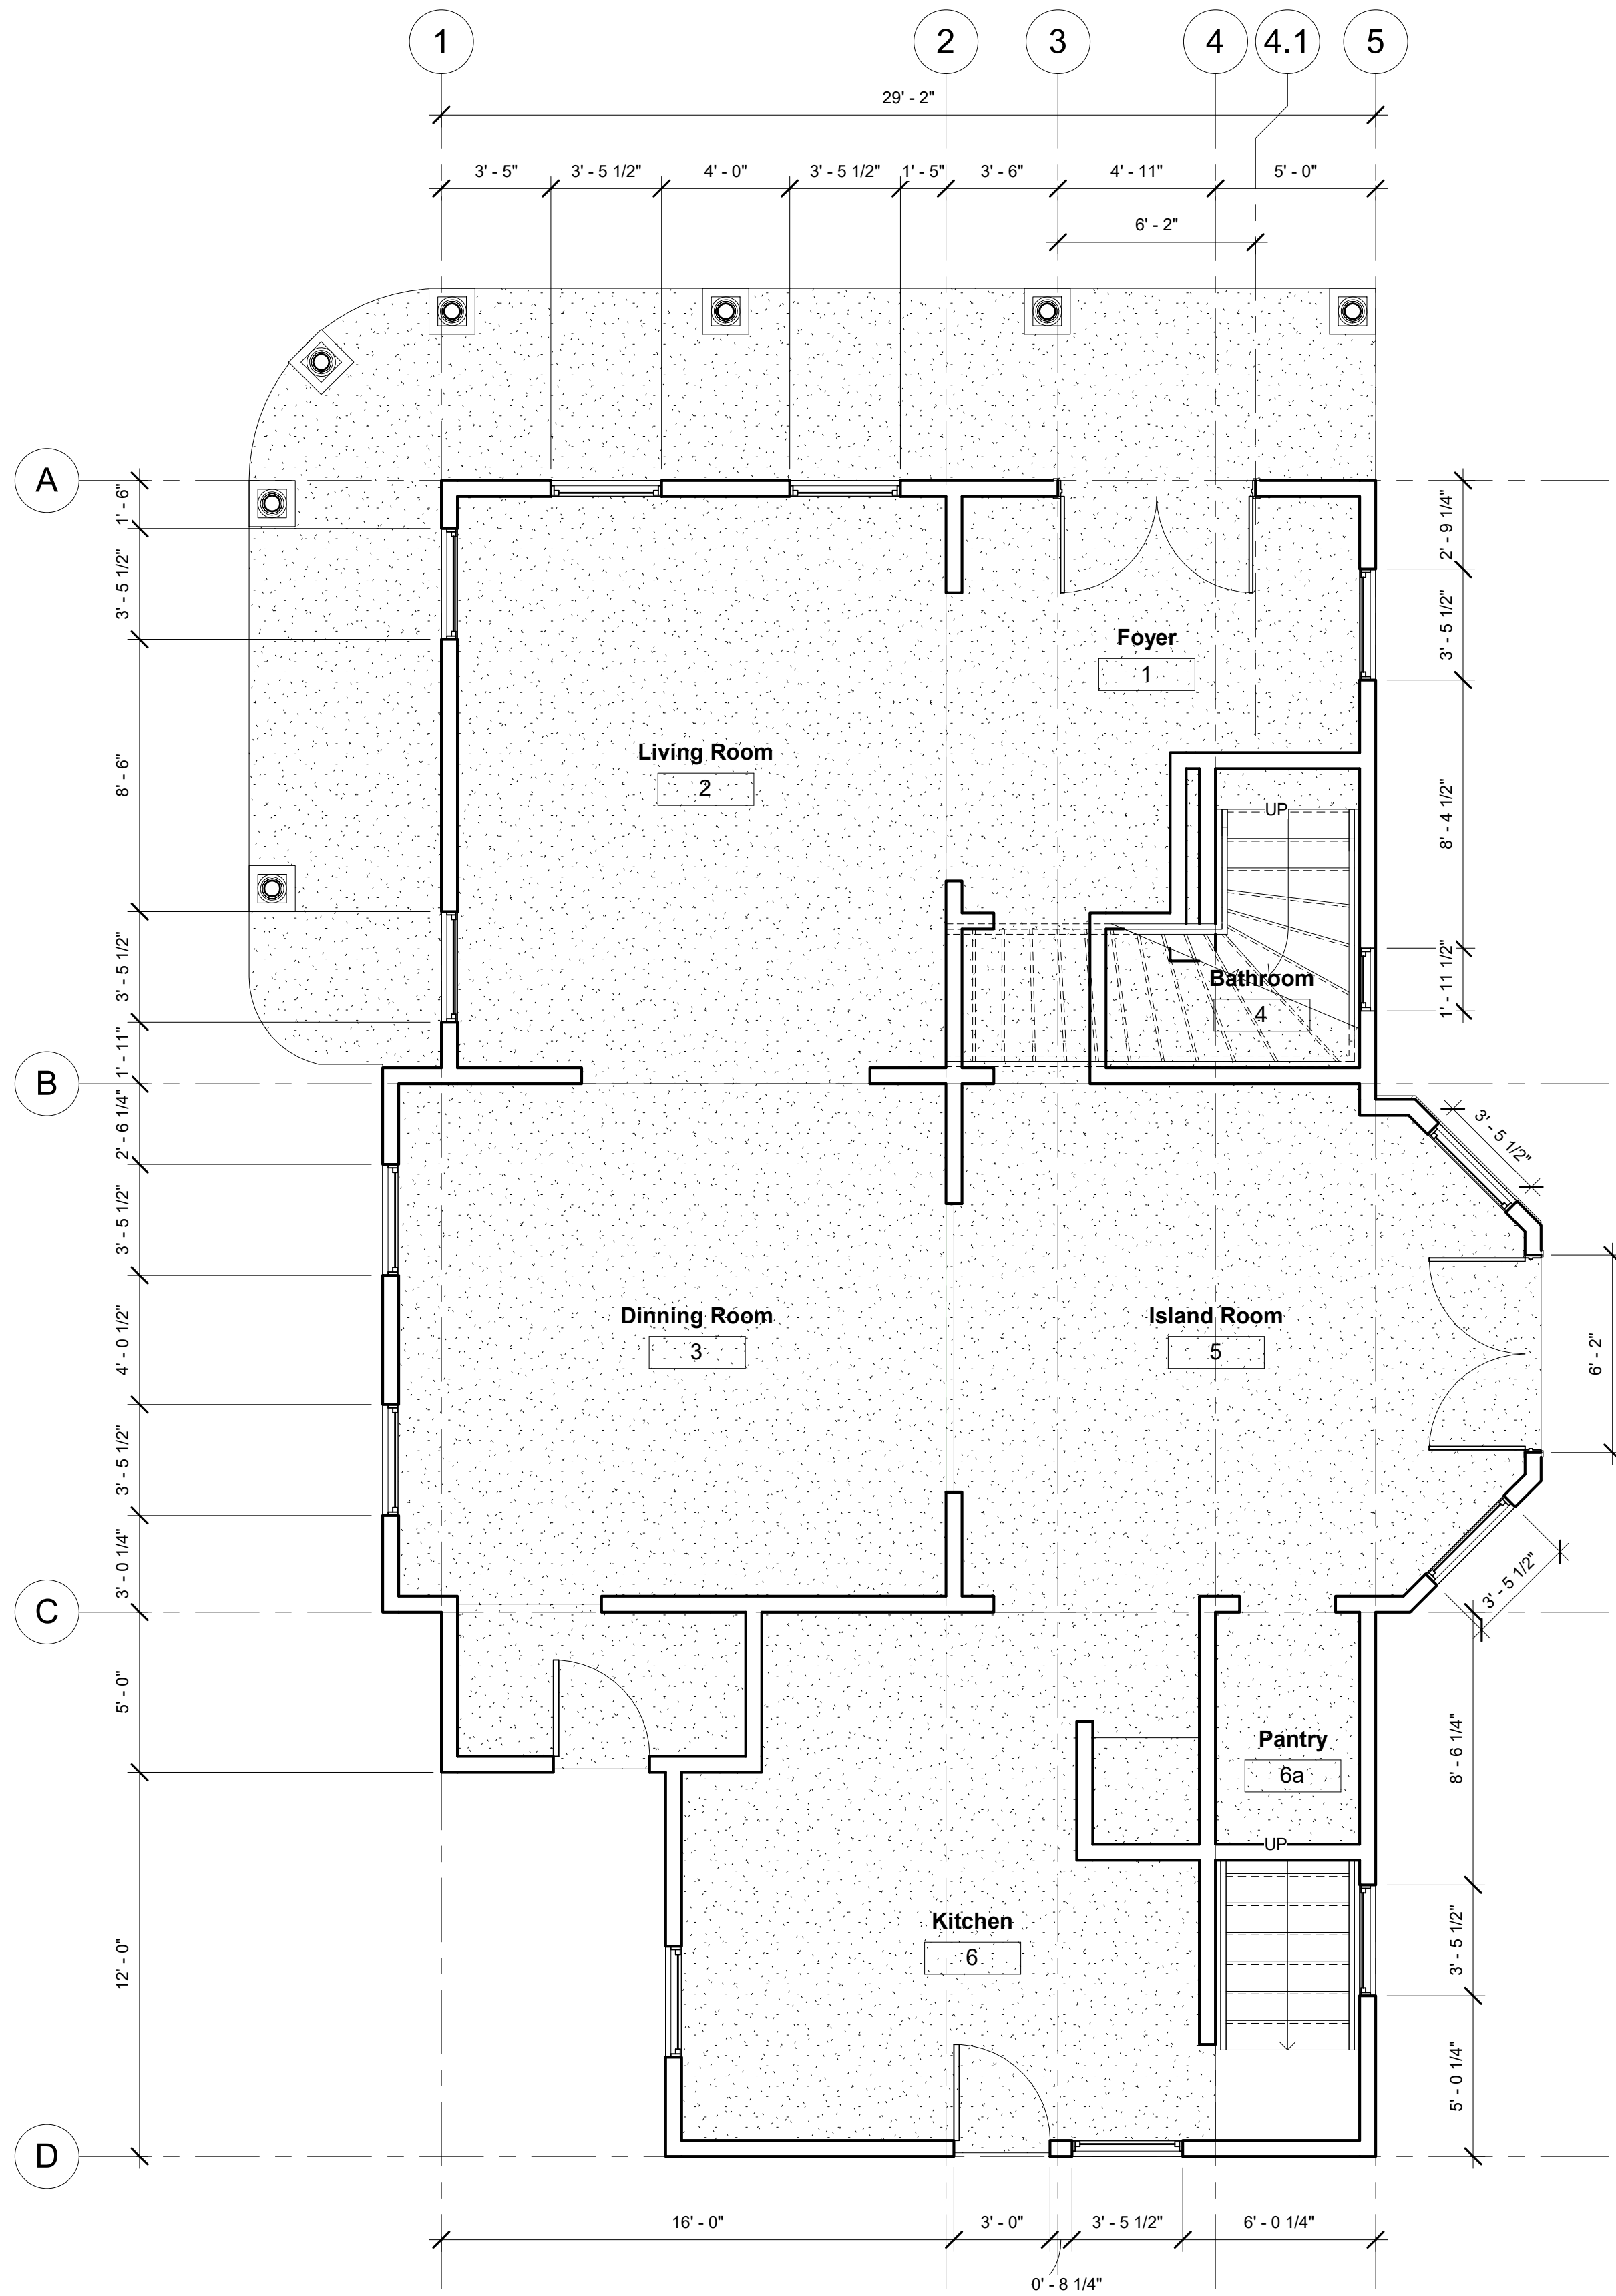 1 2 3 4 4.1 5
29' - 2"
3' - 5" 3' - 5 1/2" 4' - 0" 3' - 5 1/2" 1' - 5" 3' - 6" 4' - 11" 5' - 0"
6' - 2"
A
1' - 6"
2' - 9 1/4"
3' - 5 1/2"
3' - 5 1/2"
Foyer
1
Living Room
2
8' - 6"
UP
8' - 4 1/2"
3' - 5 1/2"
Bathroom
4
1' - 11 1/2"
1' - 11"
B
2' - 6 1/4"
3' - 5 1/2"
3' - 5 1/2"
Dinning Room
3
Island Room
5
4' - 0 1/2"
6' - 2"
3' - 5 1/2"
3' - 0 1/4"
3' - 5 1/2"
C
5' - 0"
Pantry
6a
8' - 6 1/4"
UP
Kitchen
6
12' - 0"
3' - 5 1/2"
5' - 0 1/4"
D
16' - 0" 3' - 0" 3' - 5 1/2" 6' - 0 1/4"
0' - 8 1/4"